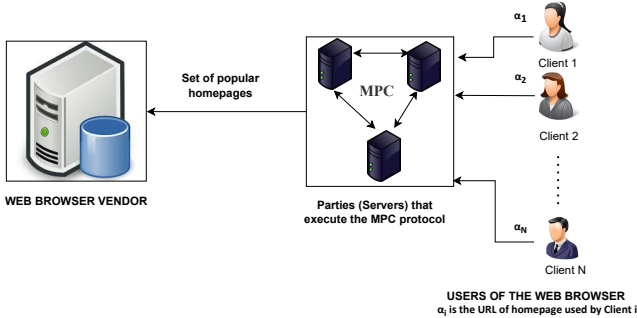 α1
Client 1
Set of popular
homepages
MPC
α2
Client 2
WEB BROWSER VENDOR
Parties (Servers) that
execute the MPC protocol
αN
Client N
USERS OF THE WEB BROWSER
αi is the URL of homepage used by Client i